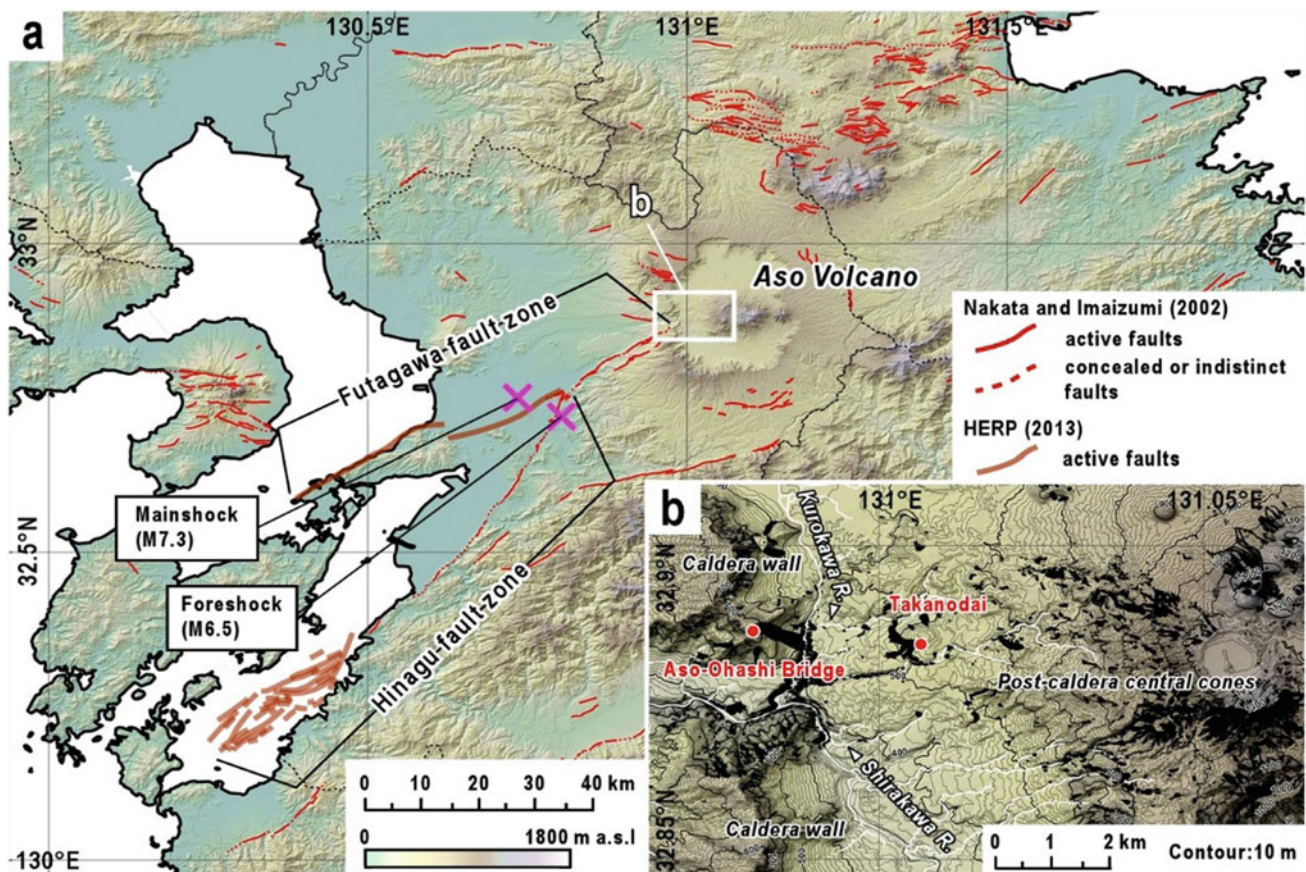 a
130.5°E
131°E
131.5°E
b
33°N
Aso Volcano
Futagawa fault zone
Nakata and Imaizumi (2002)
active faults
concealed or indistinct
faults
HERP (2013)
active faults
Mainshock
(M7.3)
32.5°N
Foreshock
(M6.5)
Hinagu fault zone
0 10 20 30 40 km
0 1800 m a.s.l
130°E
b
131°E
131.05°E
Kurokawa R.
32.9°N
Caldera wall
Takanodai
Aso-Ohashi Bridge
500
Post-caldera central cones
400
Shirakawa R.
32.85°N
Caldera wall
0 1 2 km
Contour:10 m